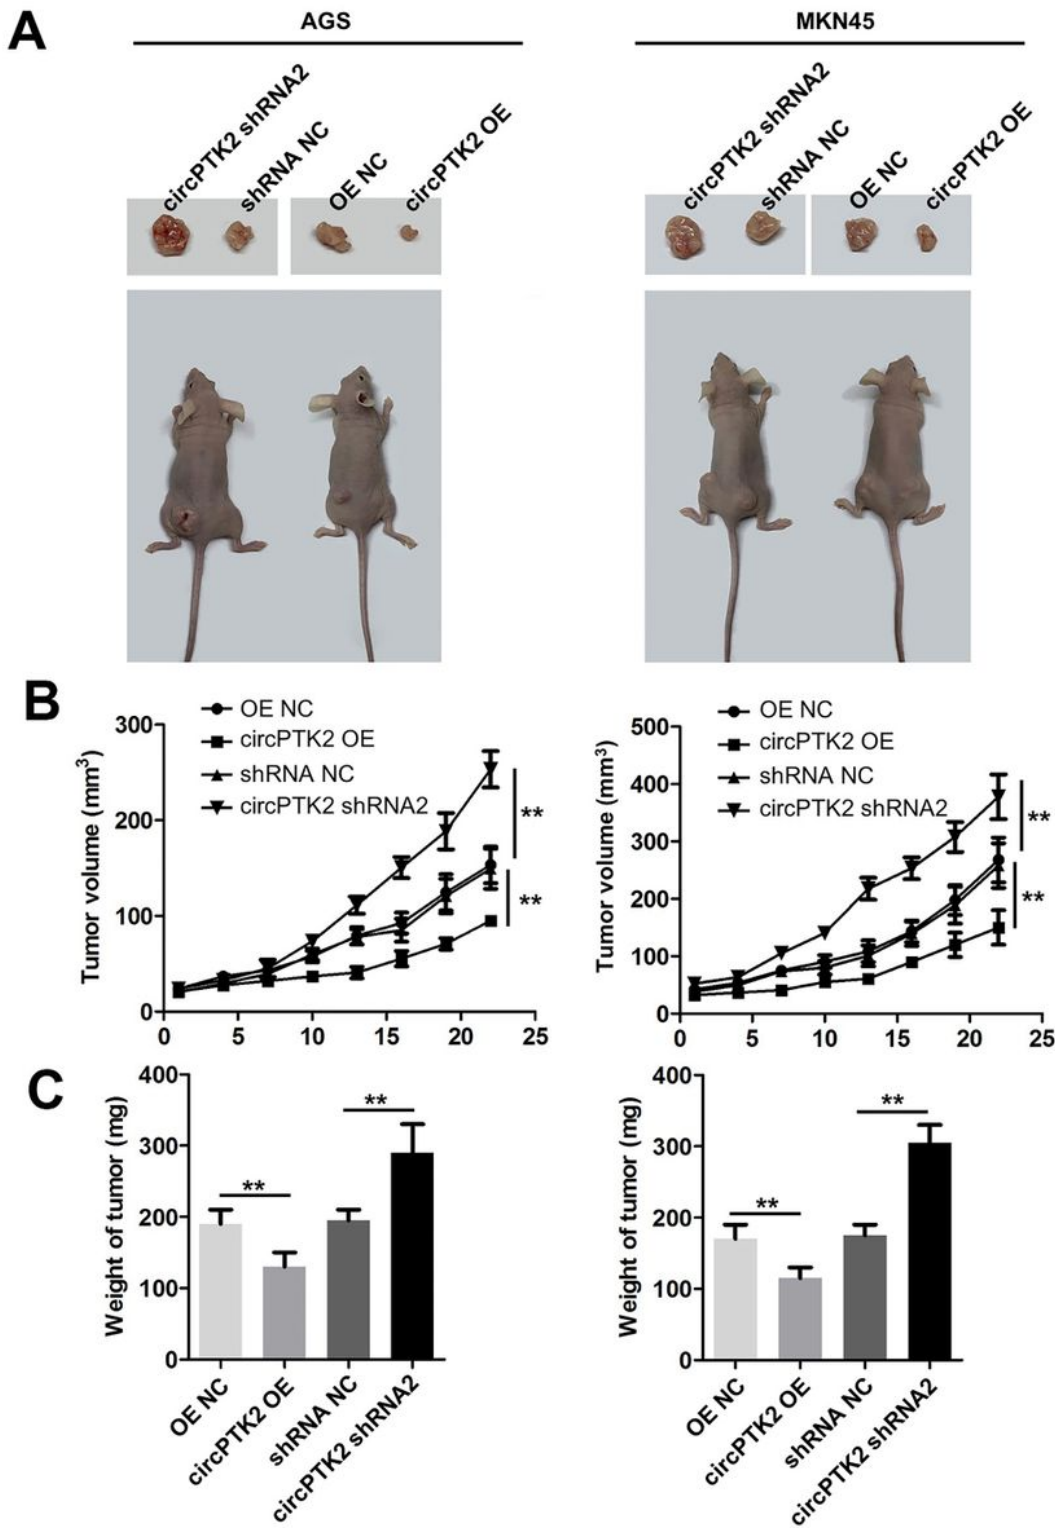 A
AGS
MKN45
circPTK2 shRNA2
shRNA NC
OE NC
circPTK2 OE
circPTK2 shRNA2
shRNA NC
OE NC
circPTK2 OE
B
OE NC
circPTK2 OE
shRNA NC
circPTK2 shRNA2
Tumor volume (mm³)
300
200
100
0
0 5 10 15 20 25
**
**
OE NC
circPTK2 OE
shRNA NC
circPTK2 shRNA2
Tumor volume (mm³)
500
400
300
200
100
0
0 5 10 15 20 25
**
**
C
Weight of tumor (mg)
400
300
200
100
0
**
**
OE NC
circPTK2 OE
shRNA NC
circPTK2 shRNA2
Weight of tumor (mg)
400
300
200
100
0
**
**
OE NC
circPTK2 OE
shRNA NC
circPTK2 shRNA2